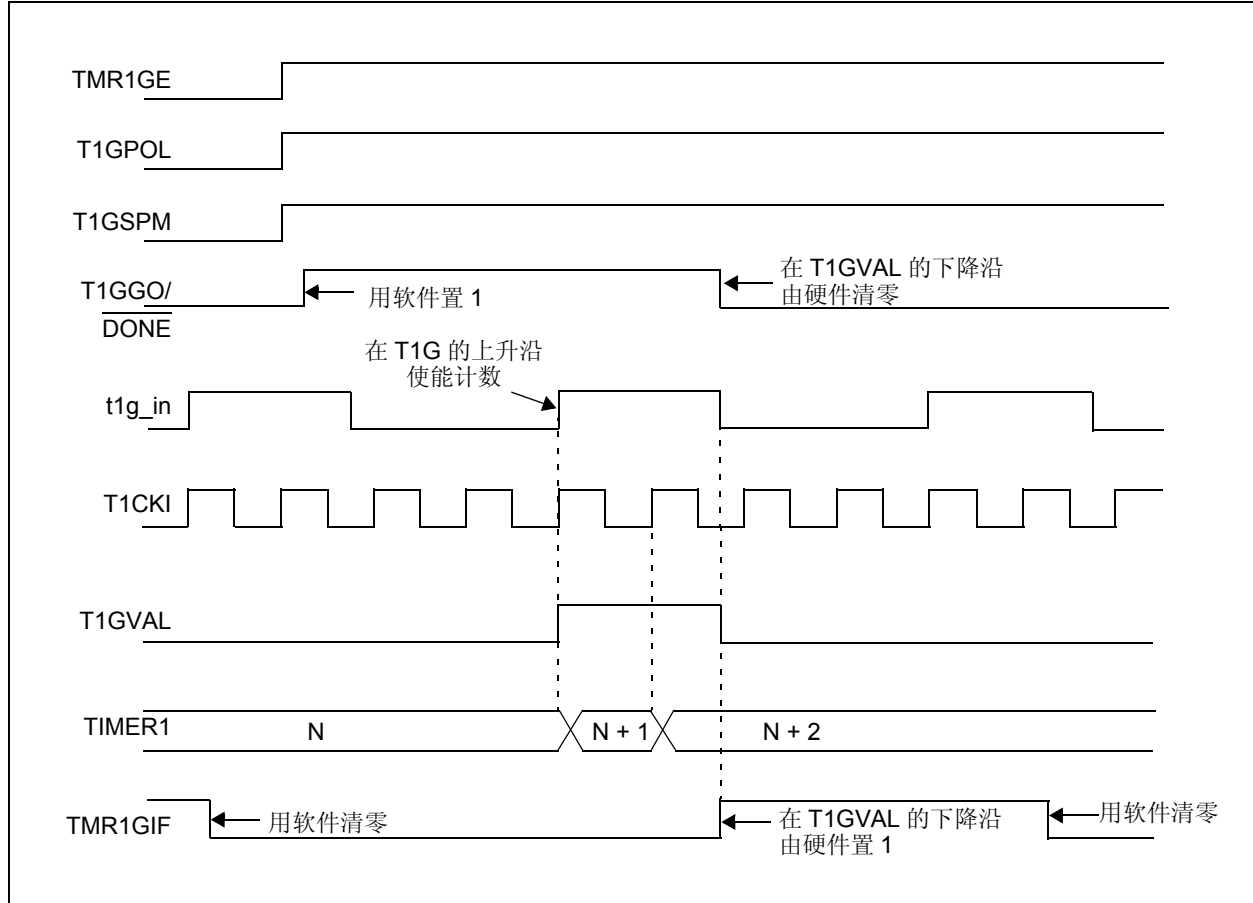 TMR1GE
T1GPOL
T1GSPM
T1GGO/
DONE
用软件置 1
在 T1GVAL 的下降沿
由硬件清零
在 T1G 的上升沿
使能计数
t1g_in
T1CKI
T1GVAL
TIMER1
N
N + 1
N + 2
TMR1GIF
用软件清零
在 T1GVAL 的下降沿
由硬件置 1
用软件清零